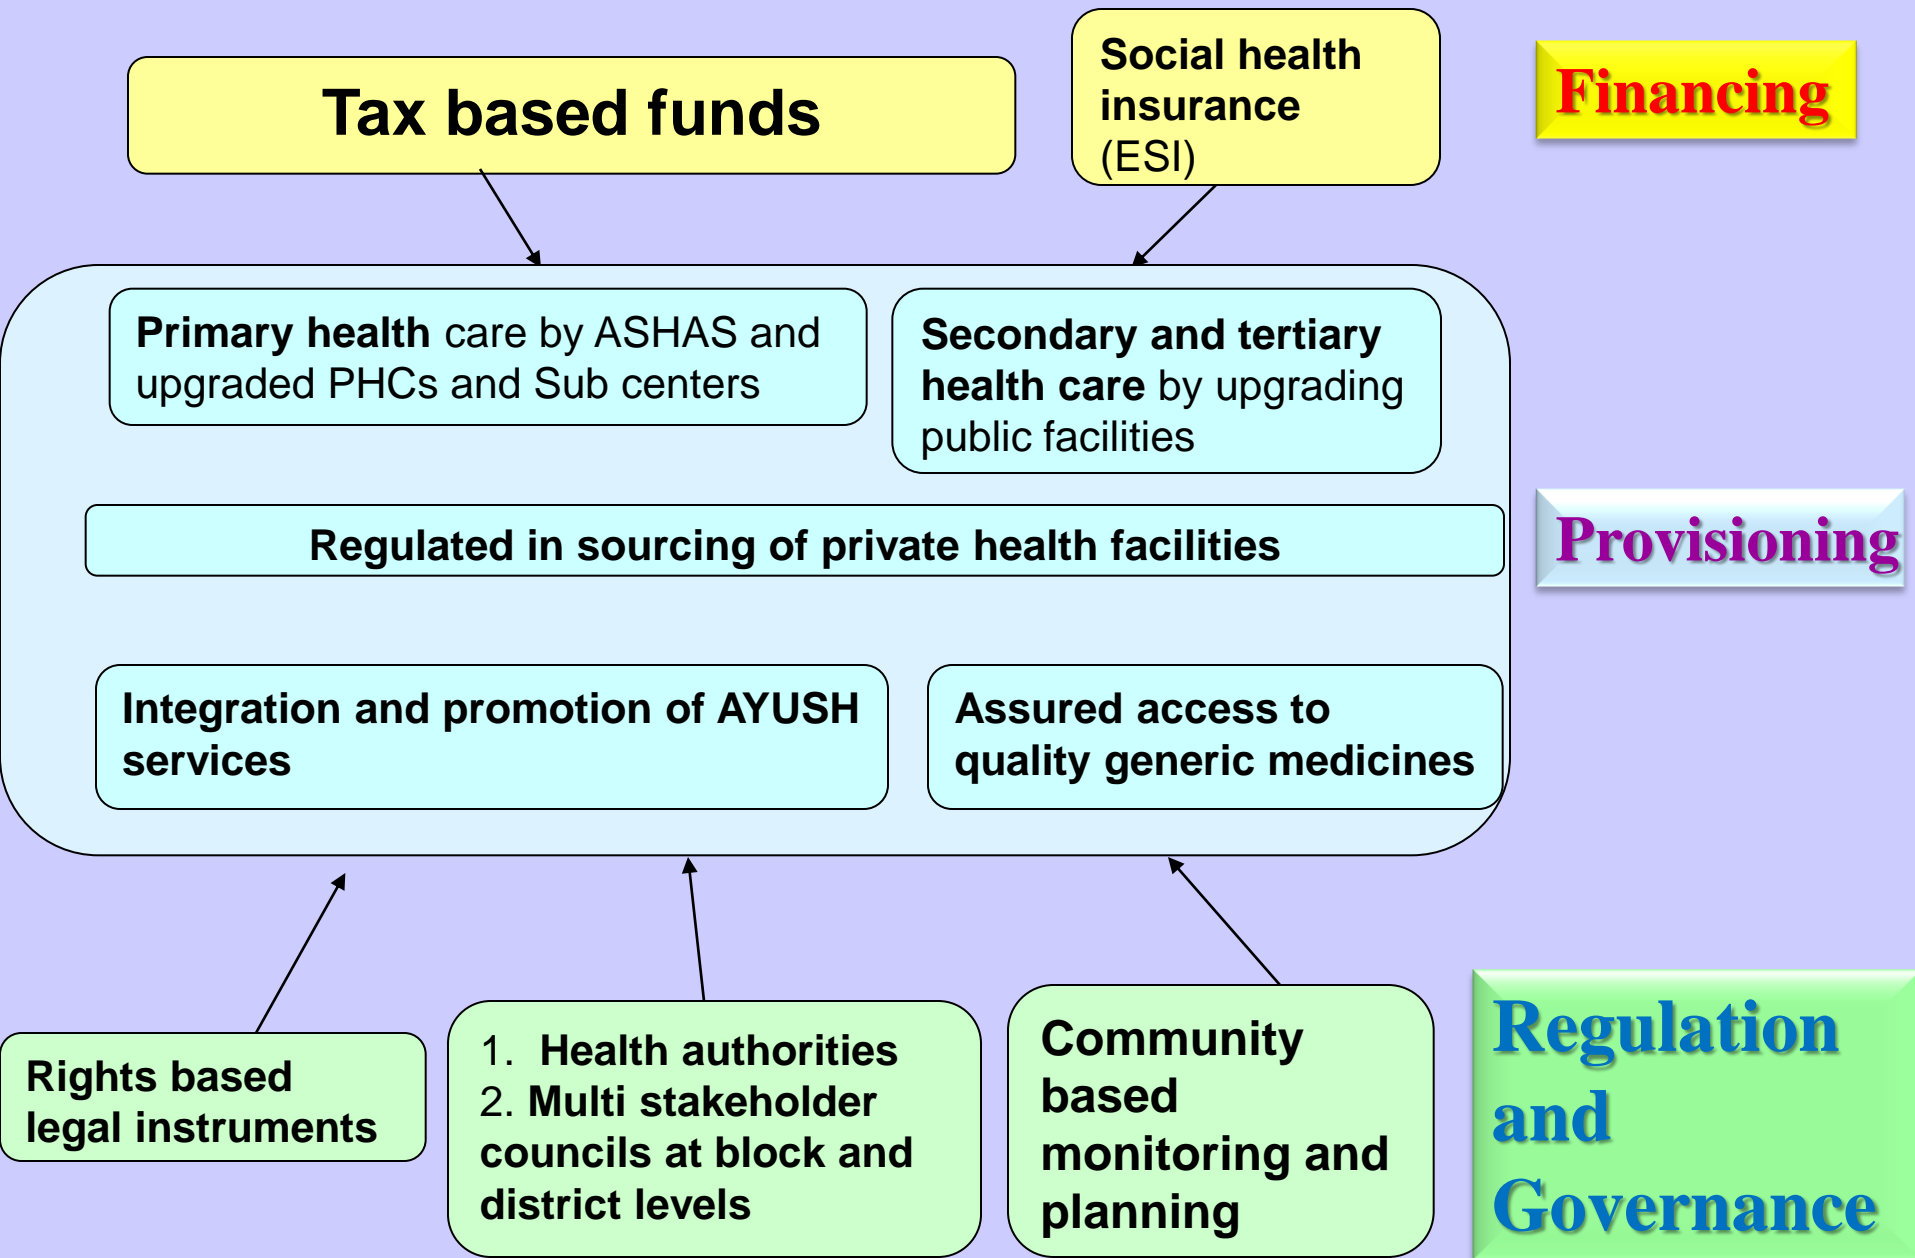 Tax based funds
Social health
insurance
(ESI)
Financing
Primary health care by ASHAS and
upgraded PHCs and Sub centers
Secondary and tertiary
health care by upgrading
public facilities
Regulated in sourcing of private health facilities
Provisioning
Integration and promotion of AYUSH
services
Assured access to
quality generic medicines
Rights based
legal instruments
1. Health authorities
2. Multi stakeholder
councils at block and
district levels
Community
based
monitoring and
planning
Regulation
and
Governance